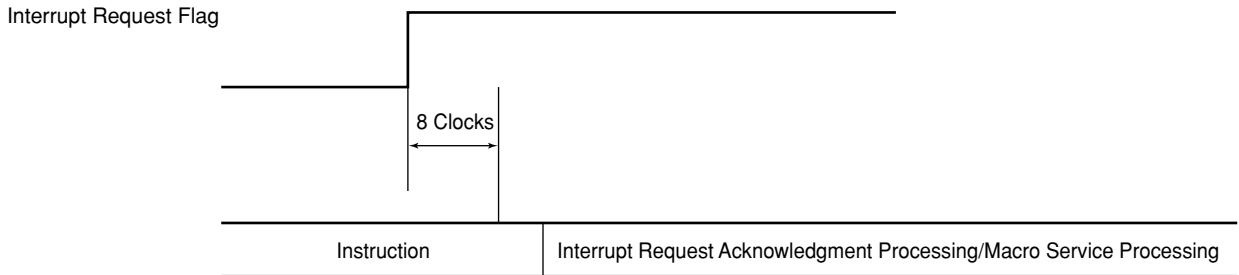 Interrupt Request Flag
8 Clocks
Instruction
Interrupt Request Acknowledgment Processing/Macro Service Processing